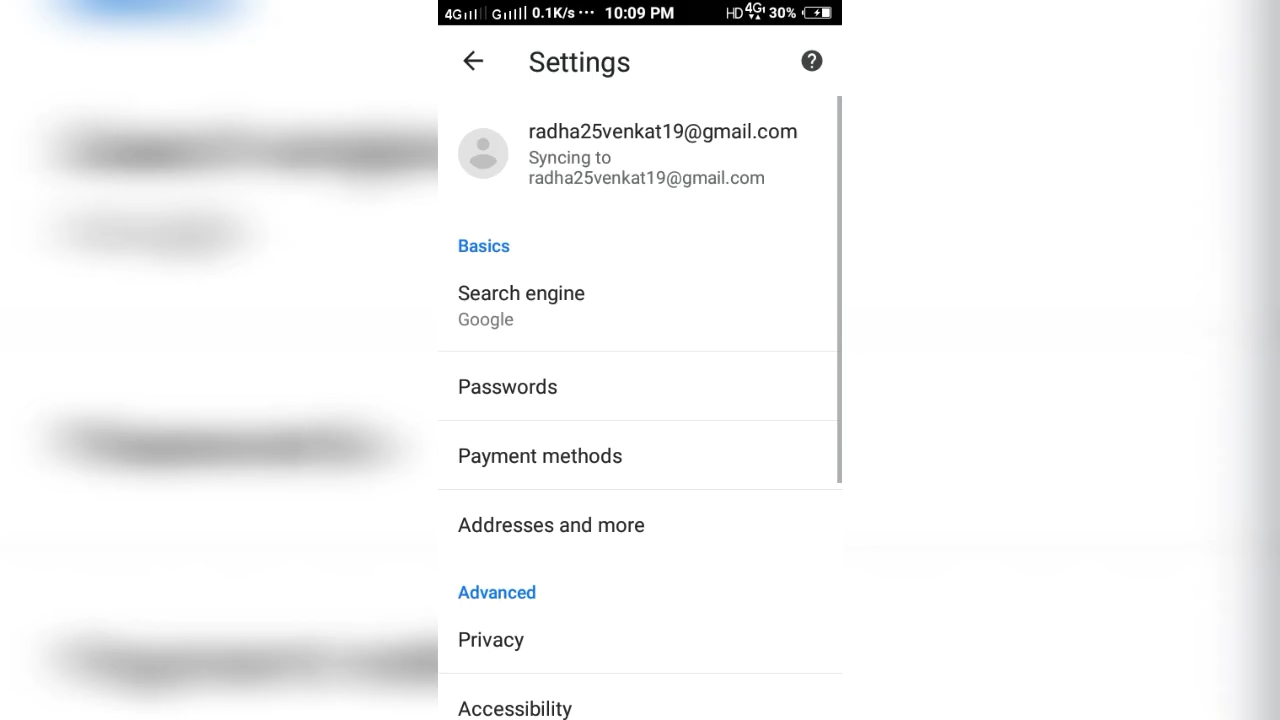 4G G 0.1K/s ··· 10:09 PM HD 4G 30%
Settings
radha25venkat19@gmail.com
Syncing to
radha25venkat19@gmail.com
Basics
Search engine
Google
Passwords
Payment methods
Addresses and more
Advanced
Privacy
Accessibility